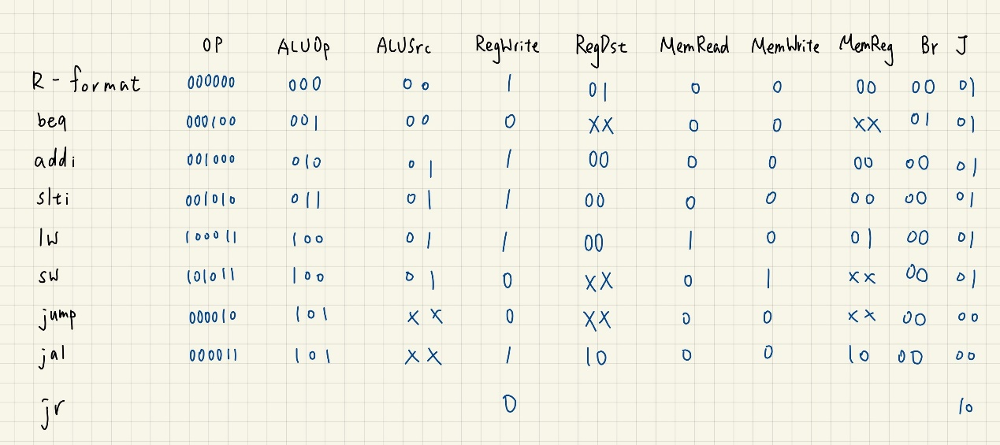 OP ALUOp ALUSrc RegWrite RegDst MemRead MemWrite MemReg Br J
R-format 000000 000 00 1 01 0 0 00 00 01
beq 000100 001 00 0 XX 0 0 XX 01 01
addi 001000 010 01 1 00 0 0 00 00 01
slti 001010 011 01 1 00 0 0 00 00 01
lw 100011 100 01 1 00 1 0 01 00 01
sw 101011 100 01 0 XX 0 1 XX 00 01
jump 000010 101 XX 0 XX 0 0 XX 00 00
jal 000011 101 XX 1 10 0 0 10 00 00
jr 0 10